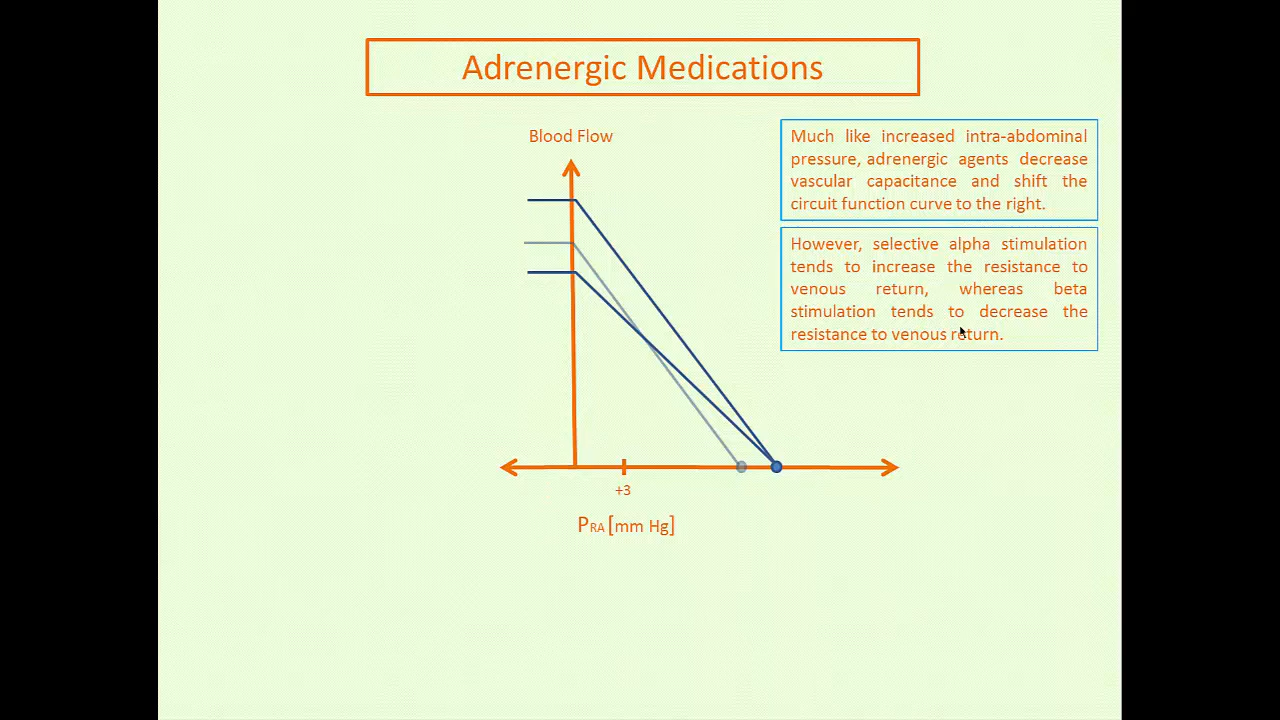 Adrenergic Medications
Blood Flow
Much like increased intra-abdominal
pressure, adrenergic agents decrease
vascular capacitance and shift the
circuit function curve to the right.
However, selective alpha stimulation
tends to increase the resistance to
venous return, whereas beta
stimulation tends to decrease the
resistance to venous return.
+3
PRA [mm Hg]